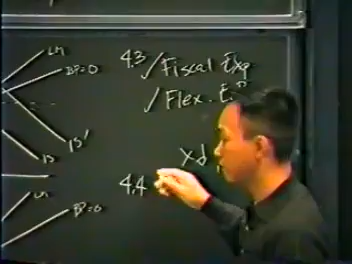 LM
BP=0
4.3 √ Fiscal Exp
√ Flex. E
IS'
Xd
IS
4.4
LM
BP=0